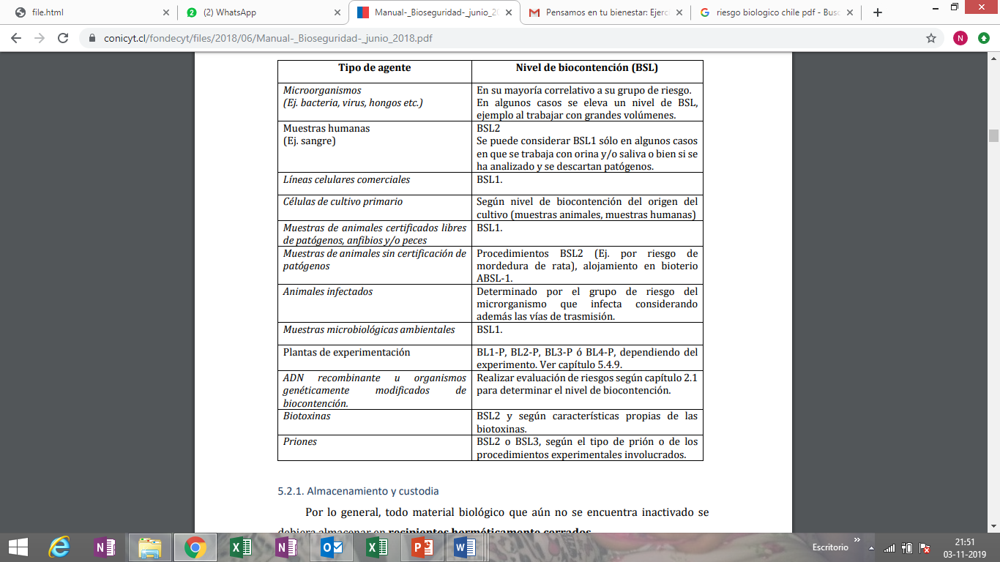 file.html
(2) WhatsApp
Manual-_Bioseguridad-_junio_20
Pensamos en tu bienestar: Ejerci
riesgo biologico chile pdf - Busc
conicyt.cl/fondecyt/files/2018/06/Manual-_Bioseguridad-_junio_2018.pdf
N
Tipo de agente
Nivel de biocontención (BSL)
Microorganismos
(Ej. bacteria, virus, hongos etc.)
En su mayoría correlativo a su grupo de riesgo.
En algunos casos se eleva un nivel de BSL,
ejemplo al trabajar con grandes volúmenes.
Muestras humanas
(Ej. sangre)
BSL2
Se puede considerar BSL1 sólo en algunos casos
en que se trabaja con orina y/o saliva o bien si se
ha analizado y se descartan patógenos.
Líneas celulares comerciales
BSL1.
Células de cultivo primario
Según nivel de biocontención del origen del
cultivo (muestras animales, muestras humanas)
Muestras de animales certificados libres
de patógenos, anfibios y/o peces
BSL1.
Muestras de animales sin certificación de
patógenos
Procedimientos BSL2 (Ej. por riesgo de
mordedura de rata), alojamiento en bioterio
ABSL-1.
Animales infectados
Determinado por el grupo de riesgo del
microrganismo que infecta considerando
además las vías de trasmisión.
Muestras microbiológicas ambientales
BSL1.
Plantas de experimentación
BL1-P, BL2-P, BL3-P ó BL4-P, dependiendo del
experimento. Ver capítulo 5.4.9.
ADN recombinante u organismos
genéticamente modificados de
biocontención.
Realizar evaluación de riesgos según capítulo 2.1
para determinar el nivel de biocontención.
Biotoxinas
BSL2 y según características propias de las
biotoxinas.
Priones
BSL2 o BSL3, según el tipo de prión o de los
procedimientos experimentales involucrados.
5.2.1. Almacenamiento y custodia
Por lo general, todo material biológico que aún no se encuentra inactivado se
debiera almacenar en recipientes herméticamente cerrados
Escritorio
21:51
03-11-2019